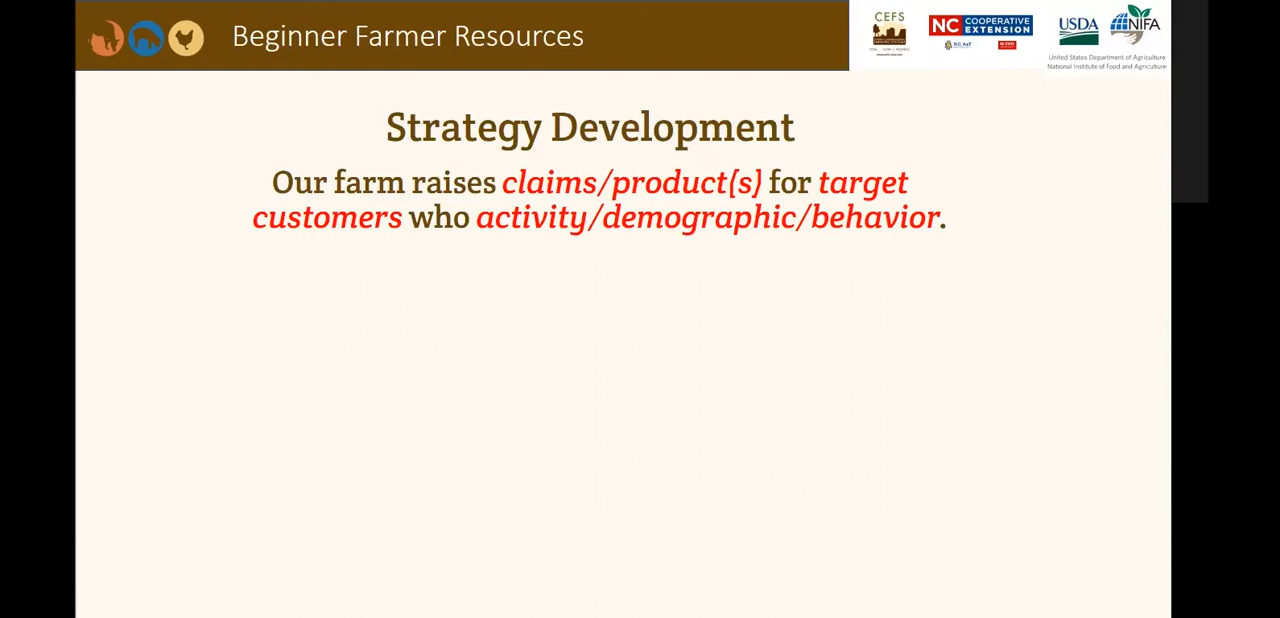 Beginner Farmer Resources
CEFS
NC COOPERATIVE
EXTENSION
USDA
NIFA
United States Department of Agriculture
National Institute of Food and Agriculture
Strategy Development
Our farm raises claims/product(s) for target
customers who activity/demographic/behavior.